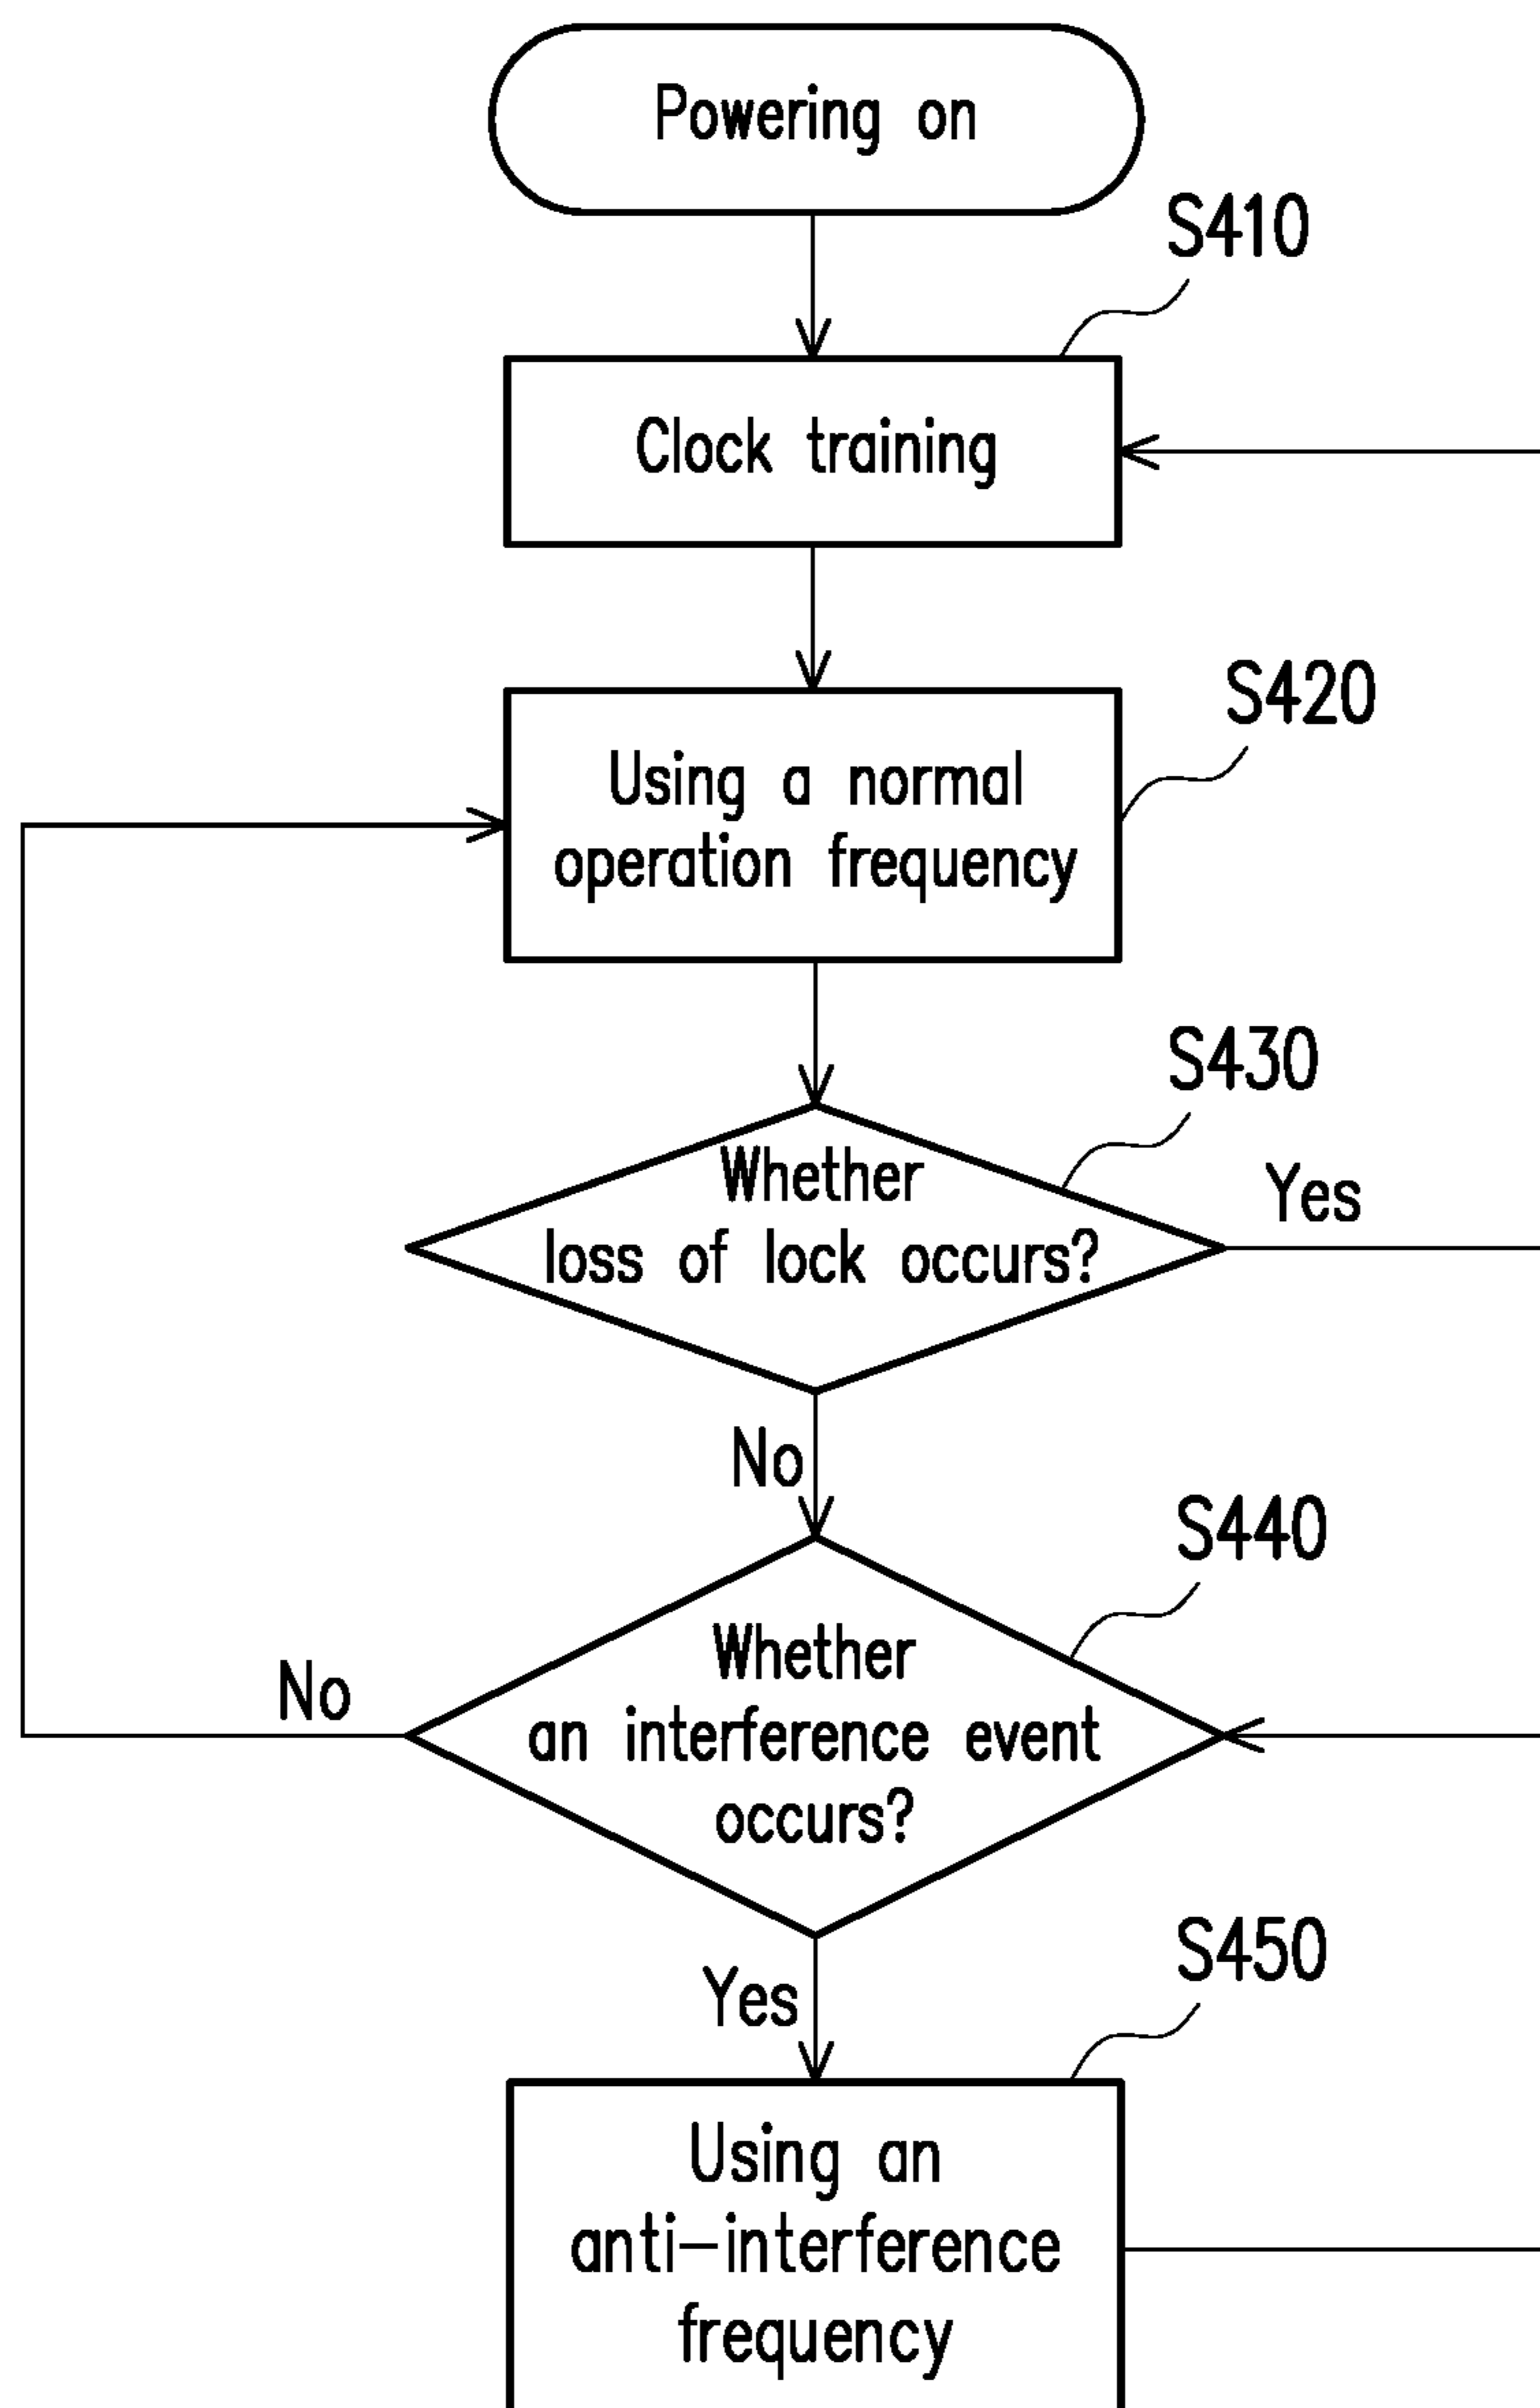 Powering on
S410
Clock training
S420
Using a normal
operation frequency
S430
Whether
loss of lock occurs?
Yes
No
S440
Whether
an interference event
occurs?
No
Yes
S450
Using an
anti-interference
frequency